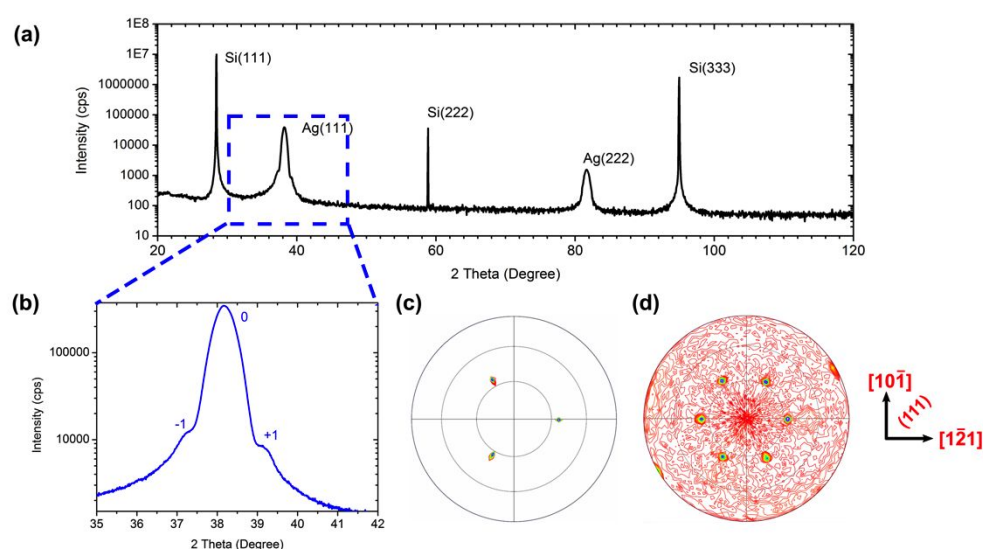 (a)
1E8
1E7
1000000
100000
10000
1000
100
10
Intensity (cps)
Si(111)
Ag(111)
Si(222)
Ag(222)
Si(333)
20 40 60 80 100 120
2 Theta (Degree)
(b)
100000
10000
Intensity (cps)
0
-1
+1
35 36 37 38 39 40 41 42
2 Theta (Degree)
(c)
(d)
[101̄]
(111)
[12̄1]